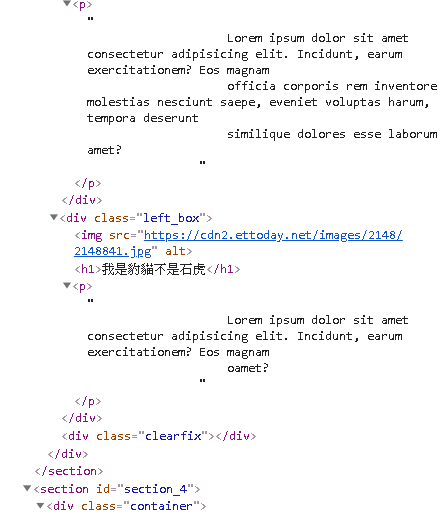 ▼<p>
"
Lorem ipsum dolor sit amet
consectetur adipisicing elit. Incidunt, earum
exercitationem? Eos magnam
officia corporis rem inventore
molestias nesciunt saepe, eveniet voluptas harum,
tempora deserunt
similique dolores esse laborum
amet?
"
</p>
</div>
▼<div class="left_box">
<img src="https://cdn2.ettoday.net/images/2148/
2148841.jpg" alt>
<h1>我是豹貓不是石虎</h1>
▼<p>
"
Lorem ipsum dolor sit amet
consectetur adipisicing elit. Incidunt, earum
exercitationem? Eos magnam
oamet?
"
</p>
</div>
<div class="clearfix"></div>
</div>
</section>
▼<section id="section_4">
▼<div class="container">